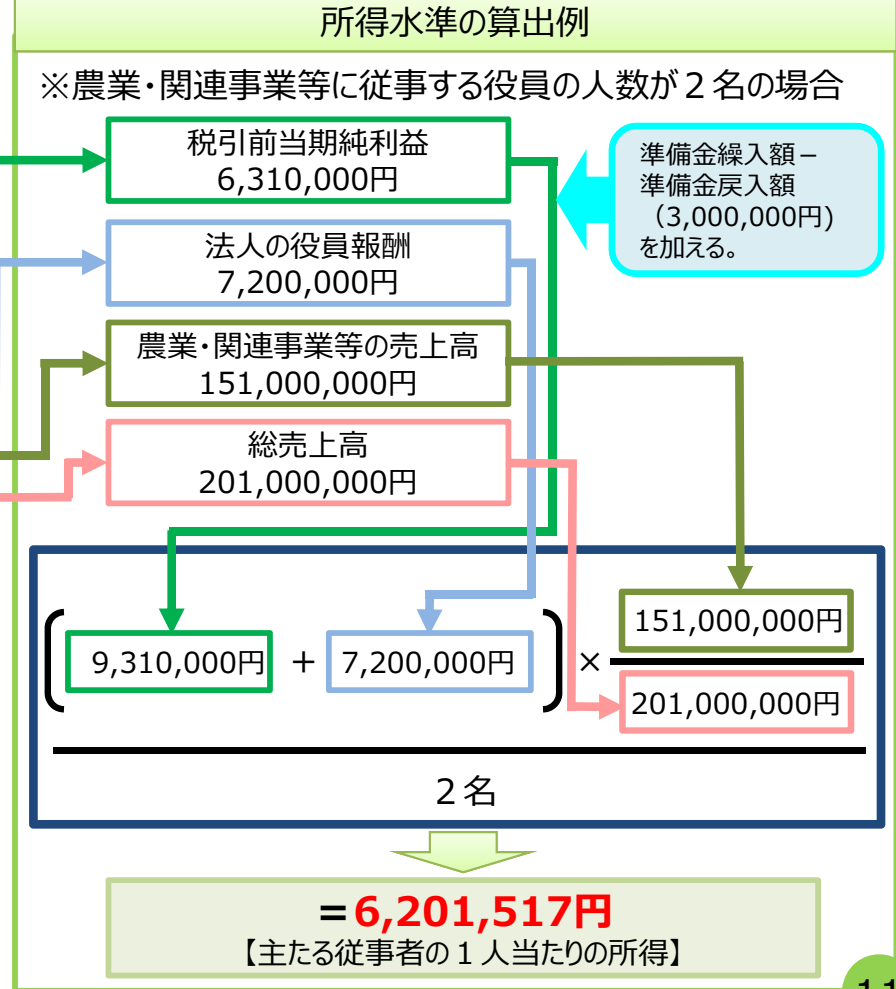 所得水準の算出例
※農業・関連事業等に従事する役員の人数が２名の場合
税引前当期純利益
6,310,000円
準備金繰入額－
準備金戻入額
（3,000,000円)
を加える。
法人の役員報酬
7,200,000円
農業・関連事業等の売上高
151,000,000円
総売上高
201,000,000円
9,310,000円 + 7,200,000円 × 151,000,000円
201,000,000円
２名
＝6,201,517円
【主たる従事者の１人当たりの所得】